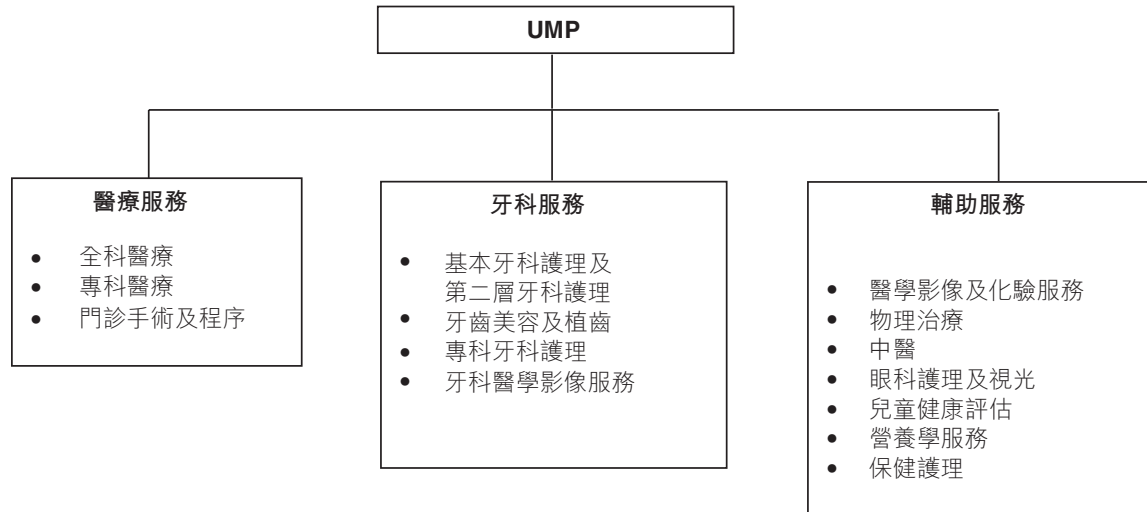 UMP
醫療服務
● 全科醫療
● 專科醫療
● 門診手術及程序
牙科服務
● 基本牙科護理及
第二層牙科護理
● 牙齒美容及植齒
● 專科牙科護理
● 牙科醫學影像服務
輔助服務
● 醫學影像及化驗服務
● 物理治療
● 中醫
● 眼科護理及視光
● 兒童健康評估
● 營養學服務
● 保健護理